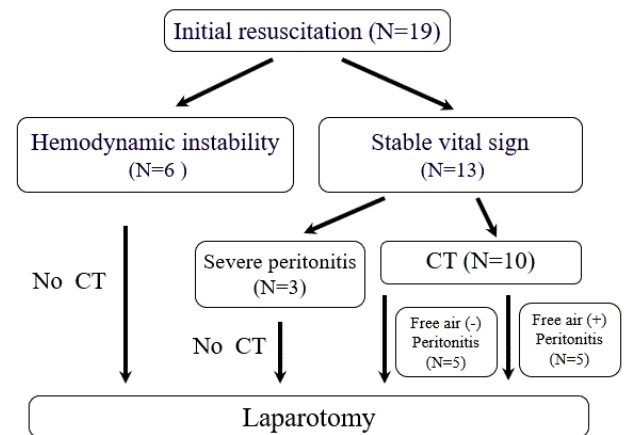 Initial resuscitation (N=19)
Hemodynamic instability
(N=6 )
Stable vital sign
(N=13)
No CT
Severe peritonitis
(N=3)
CT (N=10)
No CT
Free air (-)
Peritonitis
(N=5)
Free air (+)
Peritonitis
(N=5)
Laparotomy